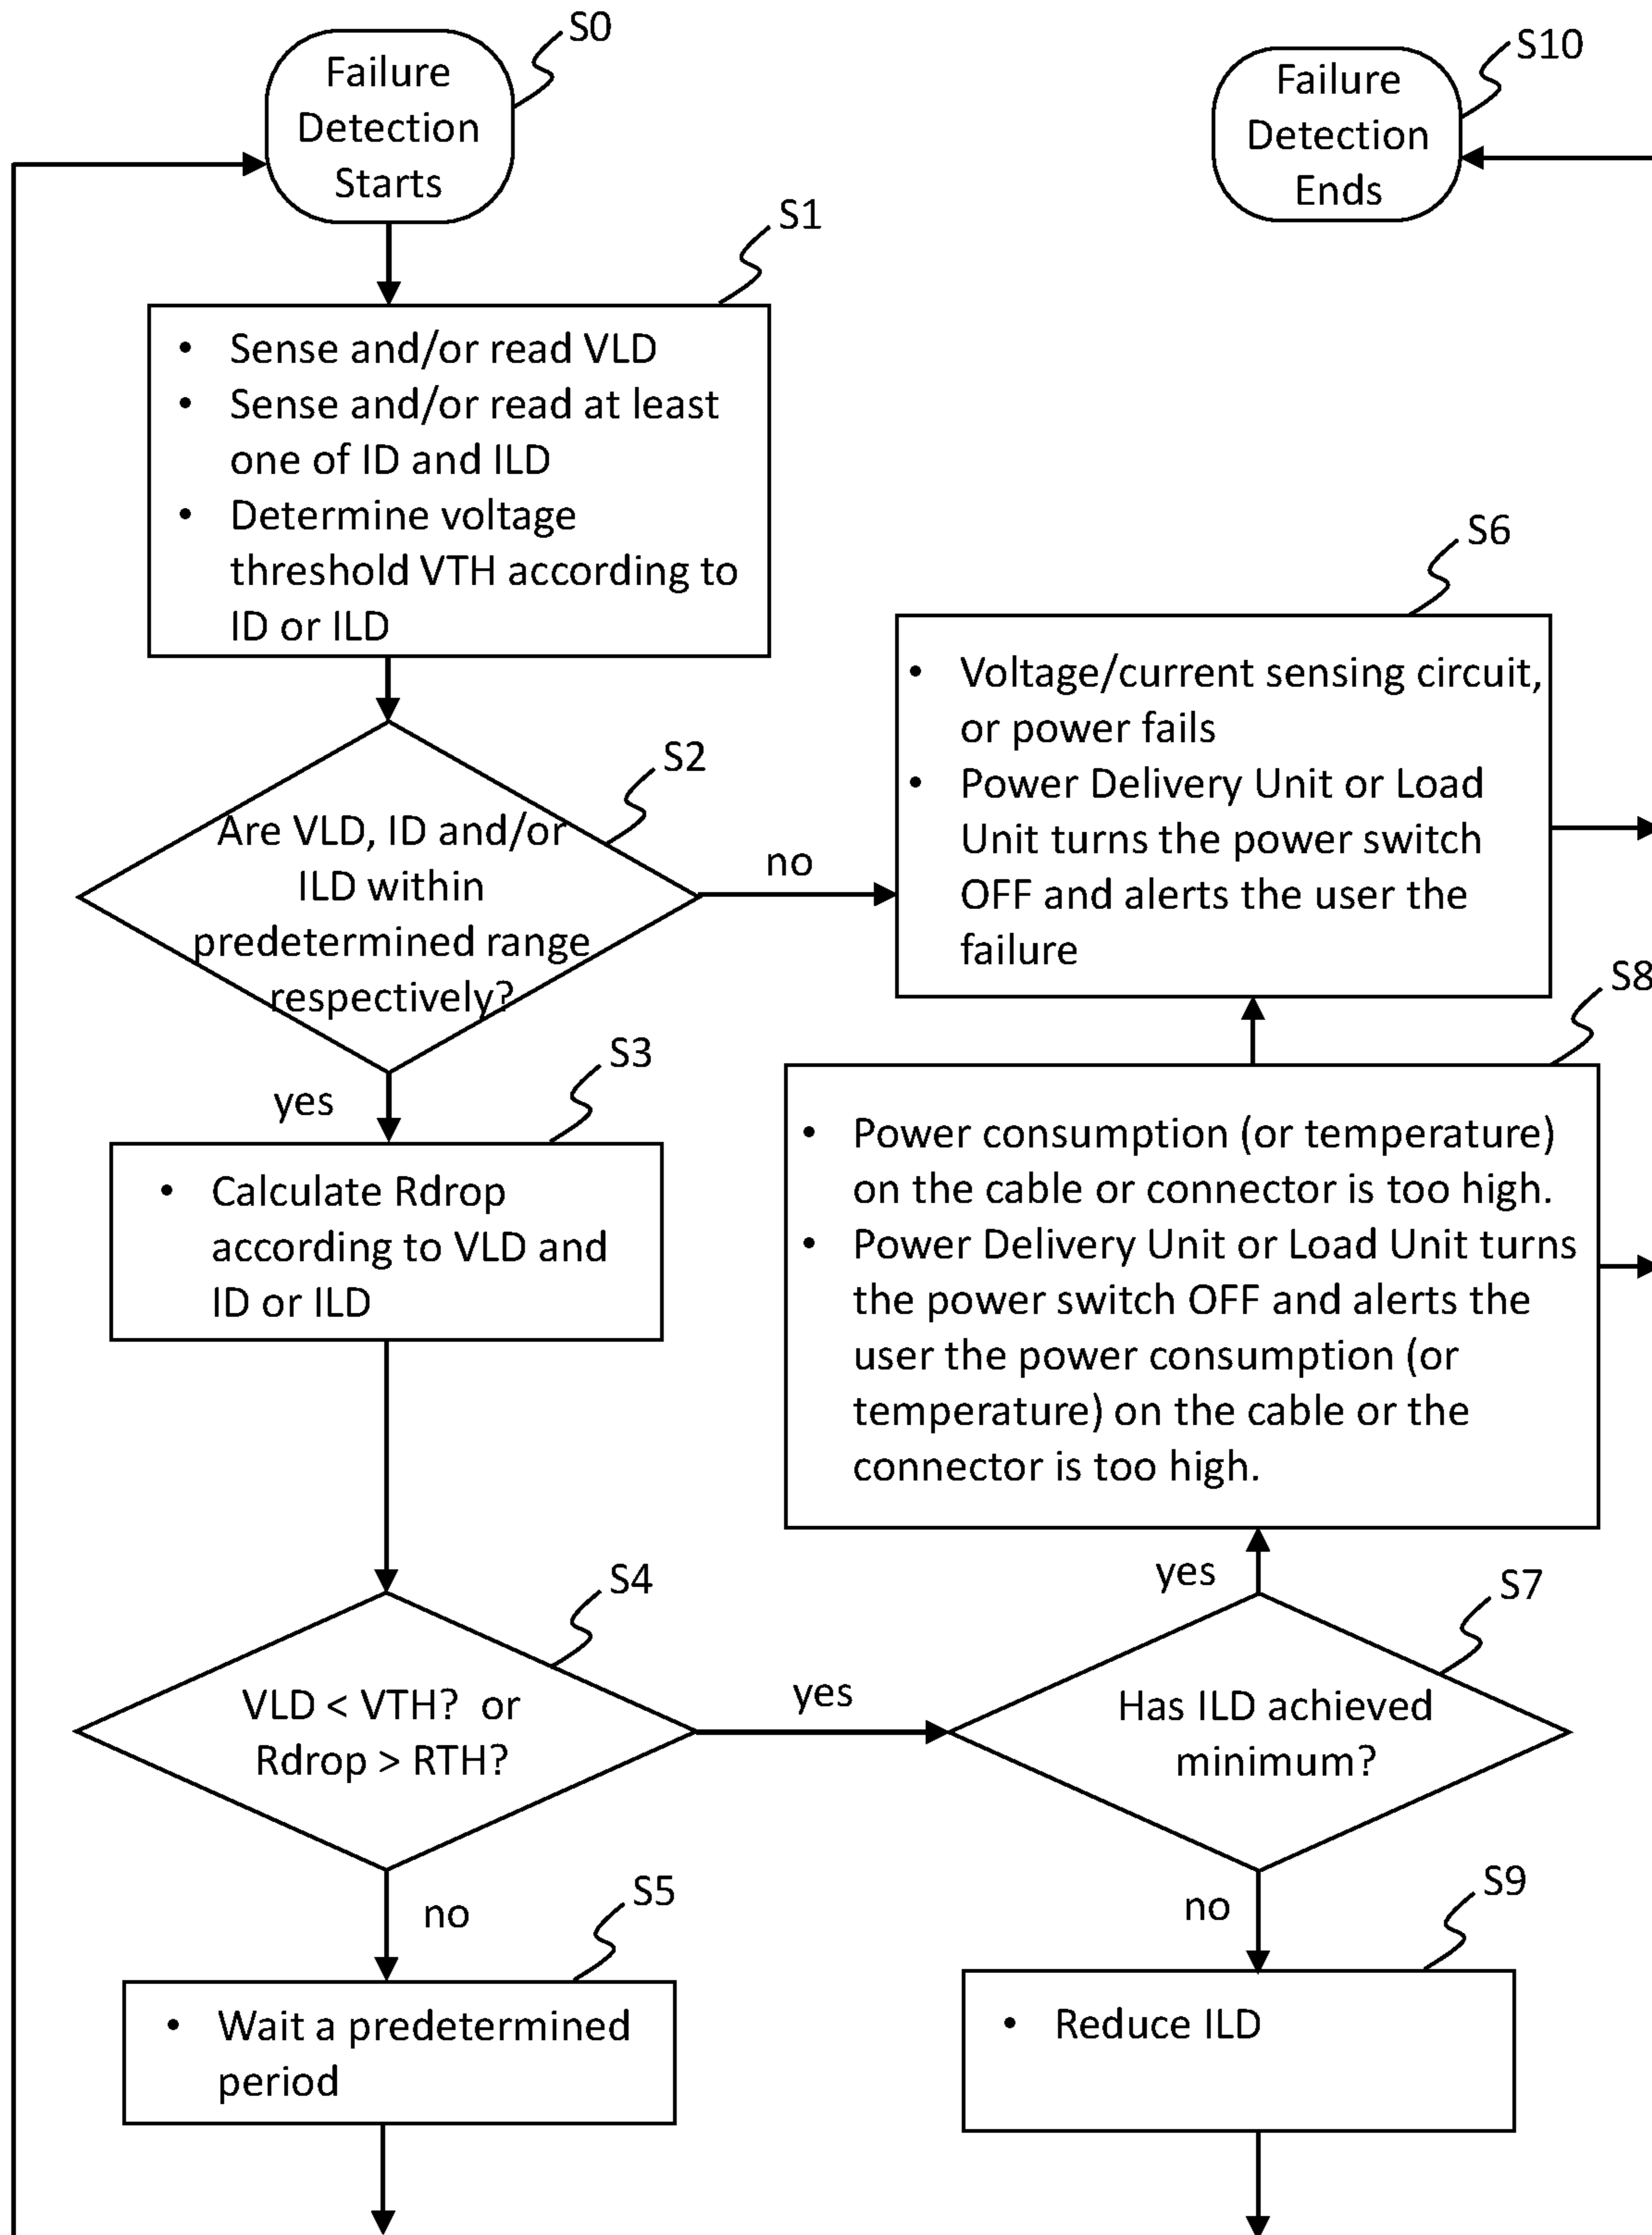 S0
Failure
Detection
Starts
S10
Failure
Detection
Ends
S1
• Sense and/or read VLD
• Sense and/or read at least
one of ID and ILD
• Determine voltage
threshold VTH according to
ID or ILD
S2
Are VLD, ID and/or
ILD within
predetermined range
respectively?
no
yes
S6
• Voltage/current sensing circuit,
or power fails
• Power Delivery Unit or Load
Unit turns the power switch
OFF and alerts the user the
failure
S3
• Calculate Rdrop
according to VLD and
ID or ILD
S8
• Power consumption (or temperature)
on the cable or connector is too high.
• Power Delivery Unit or Load Unit turns
the power switch OFF and alerts the
user the power consumption (or
temperature) on the cable or the
connector is too high.
S4
VLD < VTH? or
Rdrop > RTH?
yes
no
S7
yes
Has ILD achieved
minimum?
no
S5
• Wait a predetermined
period
S9
• Reduce ILD